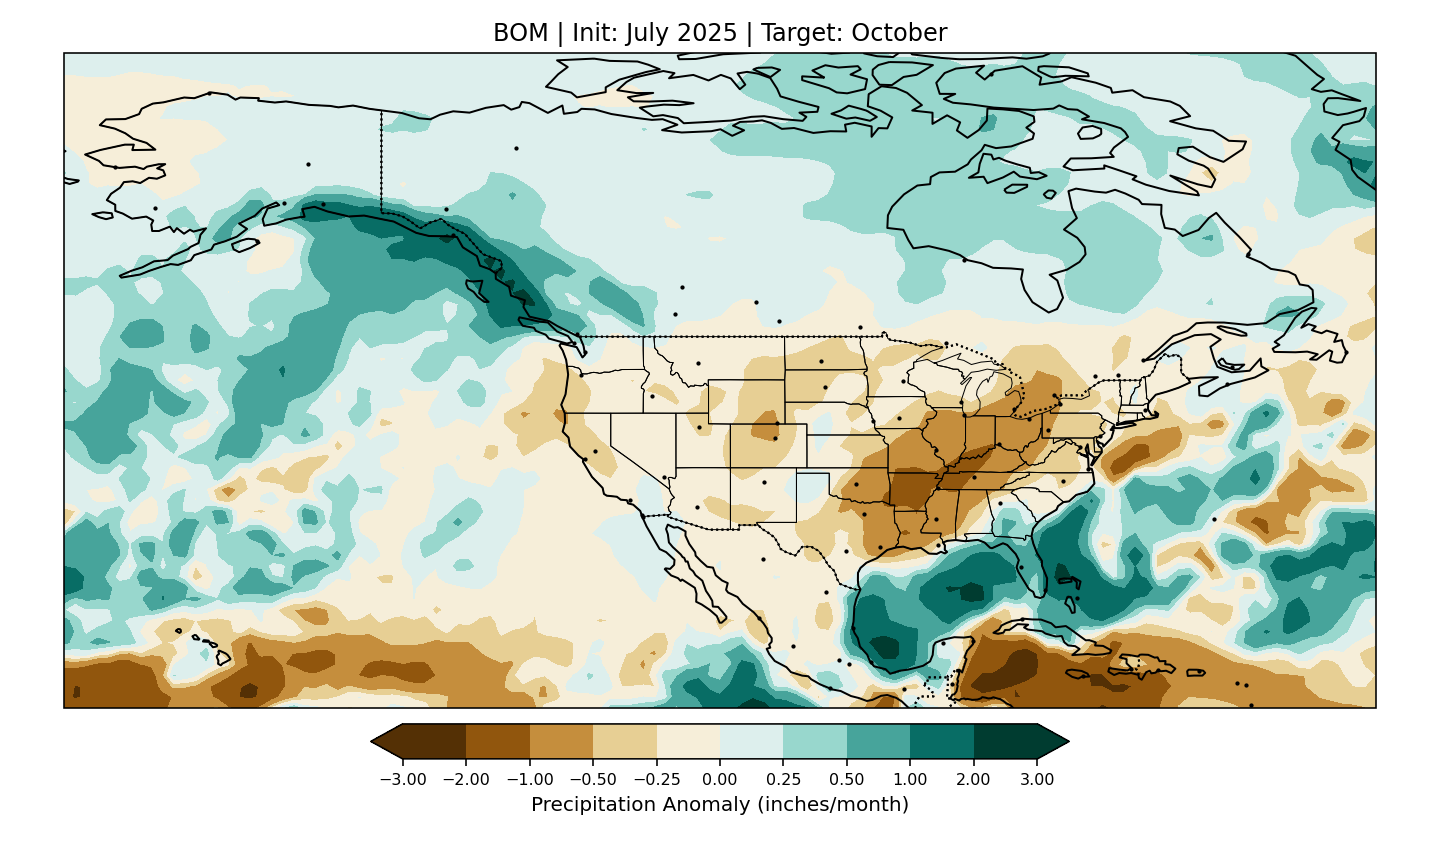 BOM | Init: July 2025 | Target: October
−3.00 −2.00 −1.00 −0.50 −0.25 0.00 0.25 0.50 1.00 2.00 3.00
Precipitation Anomaly (inches/month)